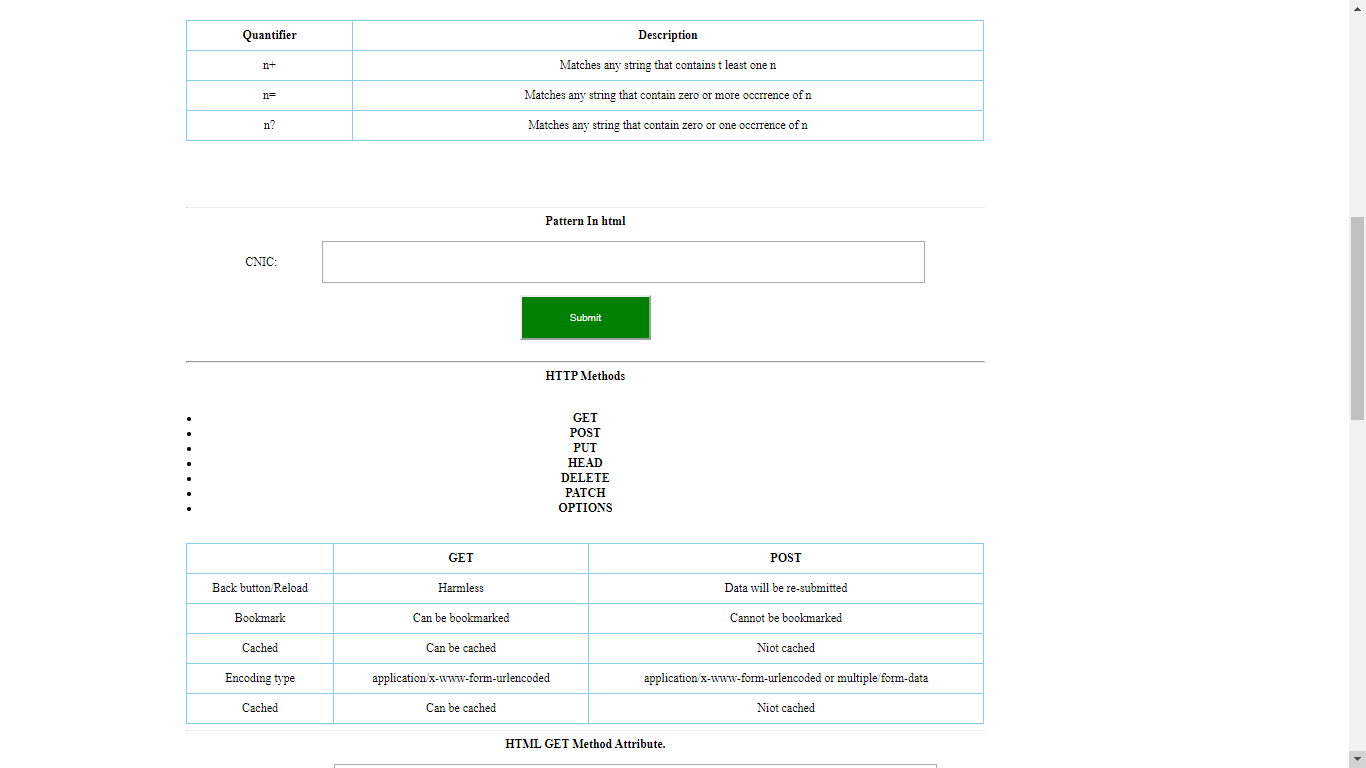 Quantifier Description
n+ Matches any string that contains t least one n
n= Matches any string that contain zero or more occrrence of n
n? Matches any string that contain zero or one occrrence of n
Pattern In html
CNIC:
Submit
HTTP Methods
• GET
• POST
• PUT
• HEAD
• DELETE
• PATCH
• OPTIONS
GET POST
Back button/Reload Harmless Data will be re-submitted
Bookmark Can be bookmarked Cannot be bookmarked
Cached Can be cached Niot cached
Encoding type application/x-www-form-urlencoded application/x-www-form-urlencoded or multiple/form-data
Cached Can be cached Niot cached
HTML GET Method Attribute.